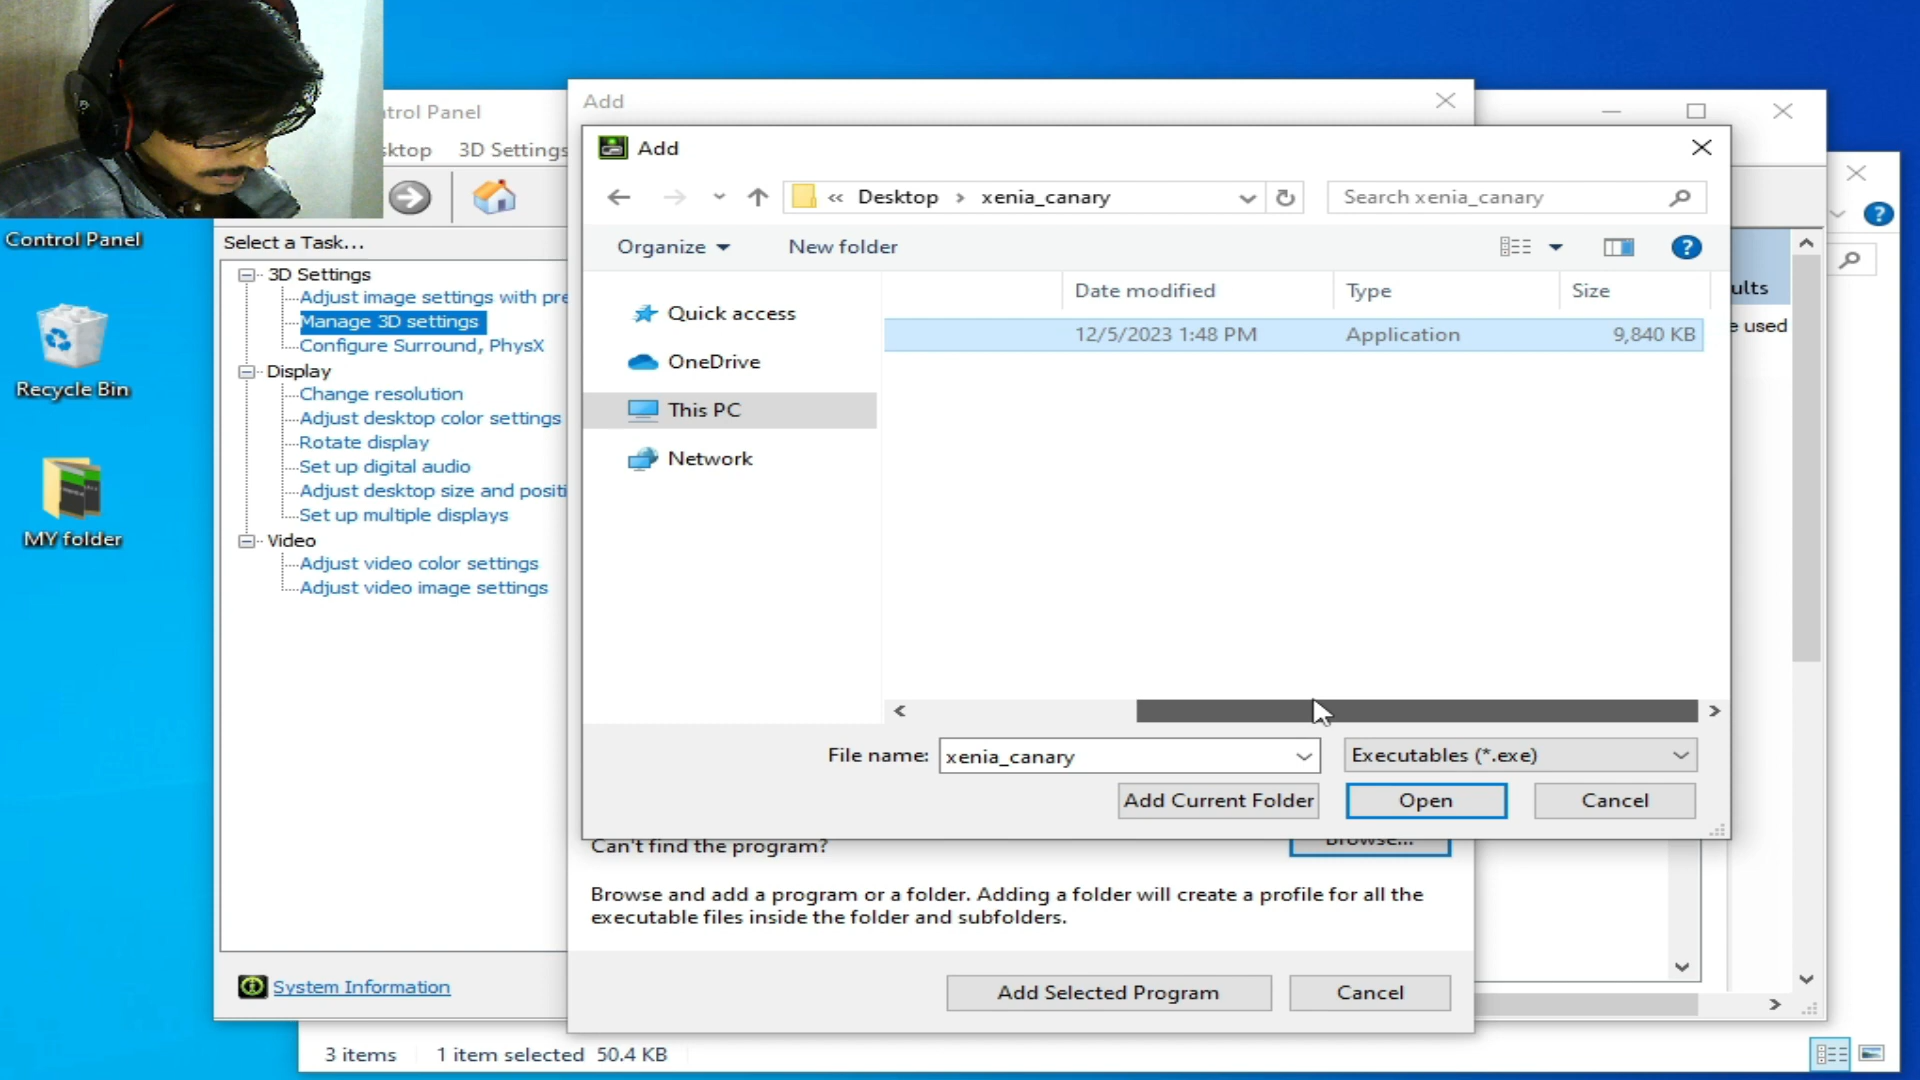 Add
ntrol Panel
Add
sktop 3D Settings
« Desktop > xenia_canary
Search xenia_canary
Control Panel
Select a Task...
Organize
New folder
3D Settings
Adjust image settings with pre
Manage 3D settings
Configure Surround, PhysX
Display
Change resolution
Adjust desktop color settings
Rotate display
Set up digital audio
Adjust desktop size and positi
Set up multiple displays
Video
Adjust video color settings
Adjust video image settings
Recycle Bin
MY folder
Date modified
Type
Size
ults
Quick access
OneDrive
This PC
Network
12/5/2023 1:48 PM
Application
9,840 KB
e used
File name:
xenia_canary
Executables (*.exe)
Add Current Folder
Open
Cancel
Can't find the program?
Browse...
Browse and add a program or a folder. Adding a folder will create a profile for all the
executable files inside the folder and subfolders.
System Information
Add Selected Program
Cancel
3 items
1 item selected 50.4 KB